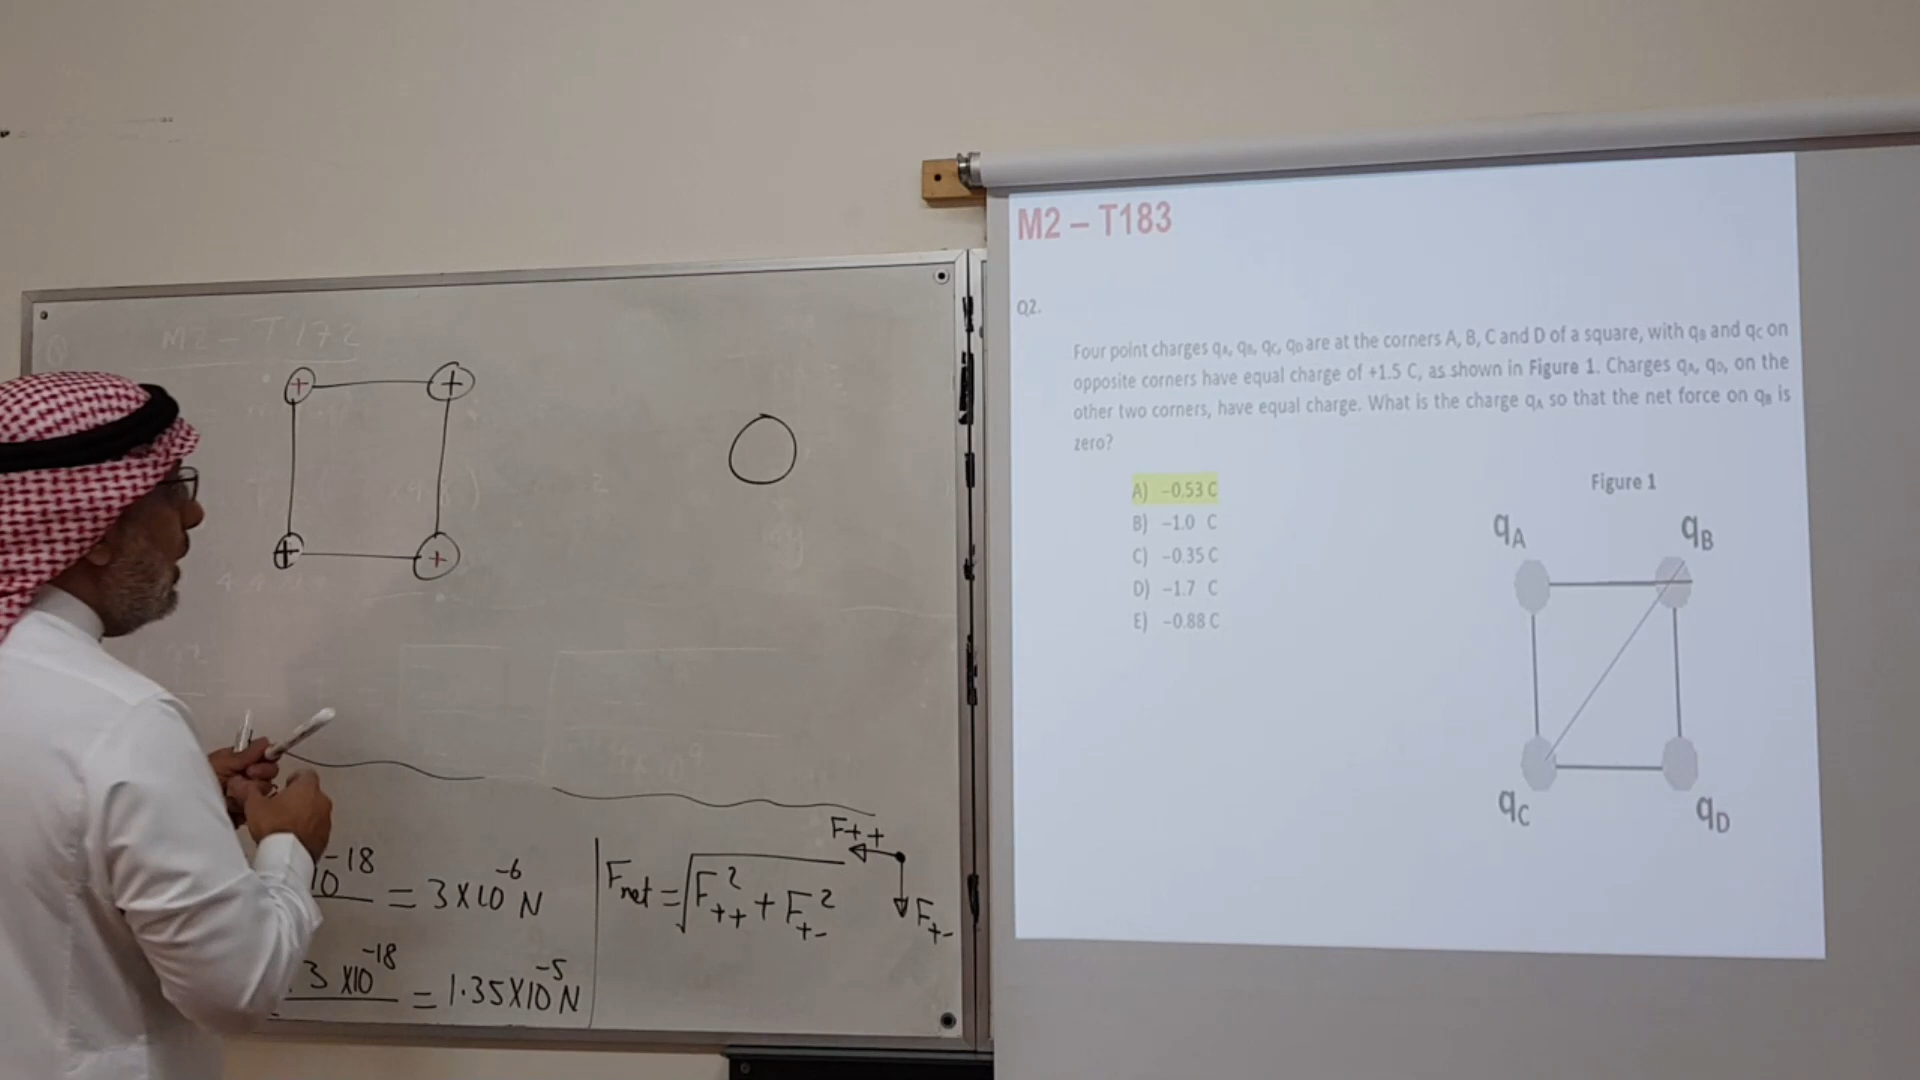 M2 – T172
+ +
+ +
10⁻¹⁸ = 3 X 10⁻⁶ N
.3 X10⁻¹⁸ = 1.35 X 10⁻⁵ N
Fnet = √F++² + F+-²
F++
F+-
M2 – T183
Q2.
Four point charges qA, qB, qC, qD are at the corners A, B, C and D of a square, with qB and qC on
opposite corners have equal charge of +1.5 C, as shown in Figure 1. Charges qA, qD, on the
other two corners, have equal charge. What is the charge qA so that the net force on qB is
zero?
A) –0.53 C
B) –1.0 C
C) –0.35 C
D) –1.7 C
E) –0.88 C
Figure 1
qA qB
qC qD